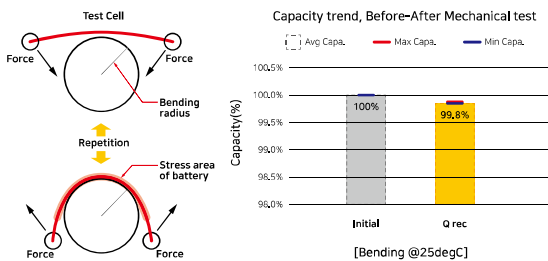 Test Cell
Force
Force
Bending
radius
Repetition
Stress area
of battery
Force
Force
Capacity trend, Before-After Mechanical test
Avg Capa.
Max Capa.
Min Capa.
Capacity(%)
100.5%
100.0%
99.5%
99.0%
98.5%
98.0%
100%
99.8%
Initial
Q rec
[Bending @25degC]